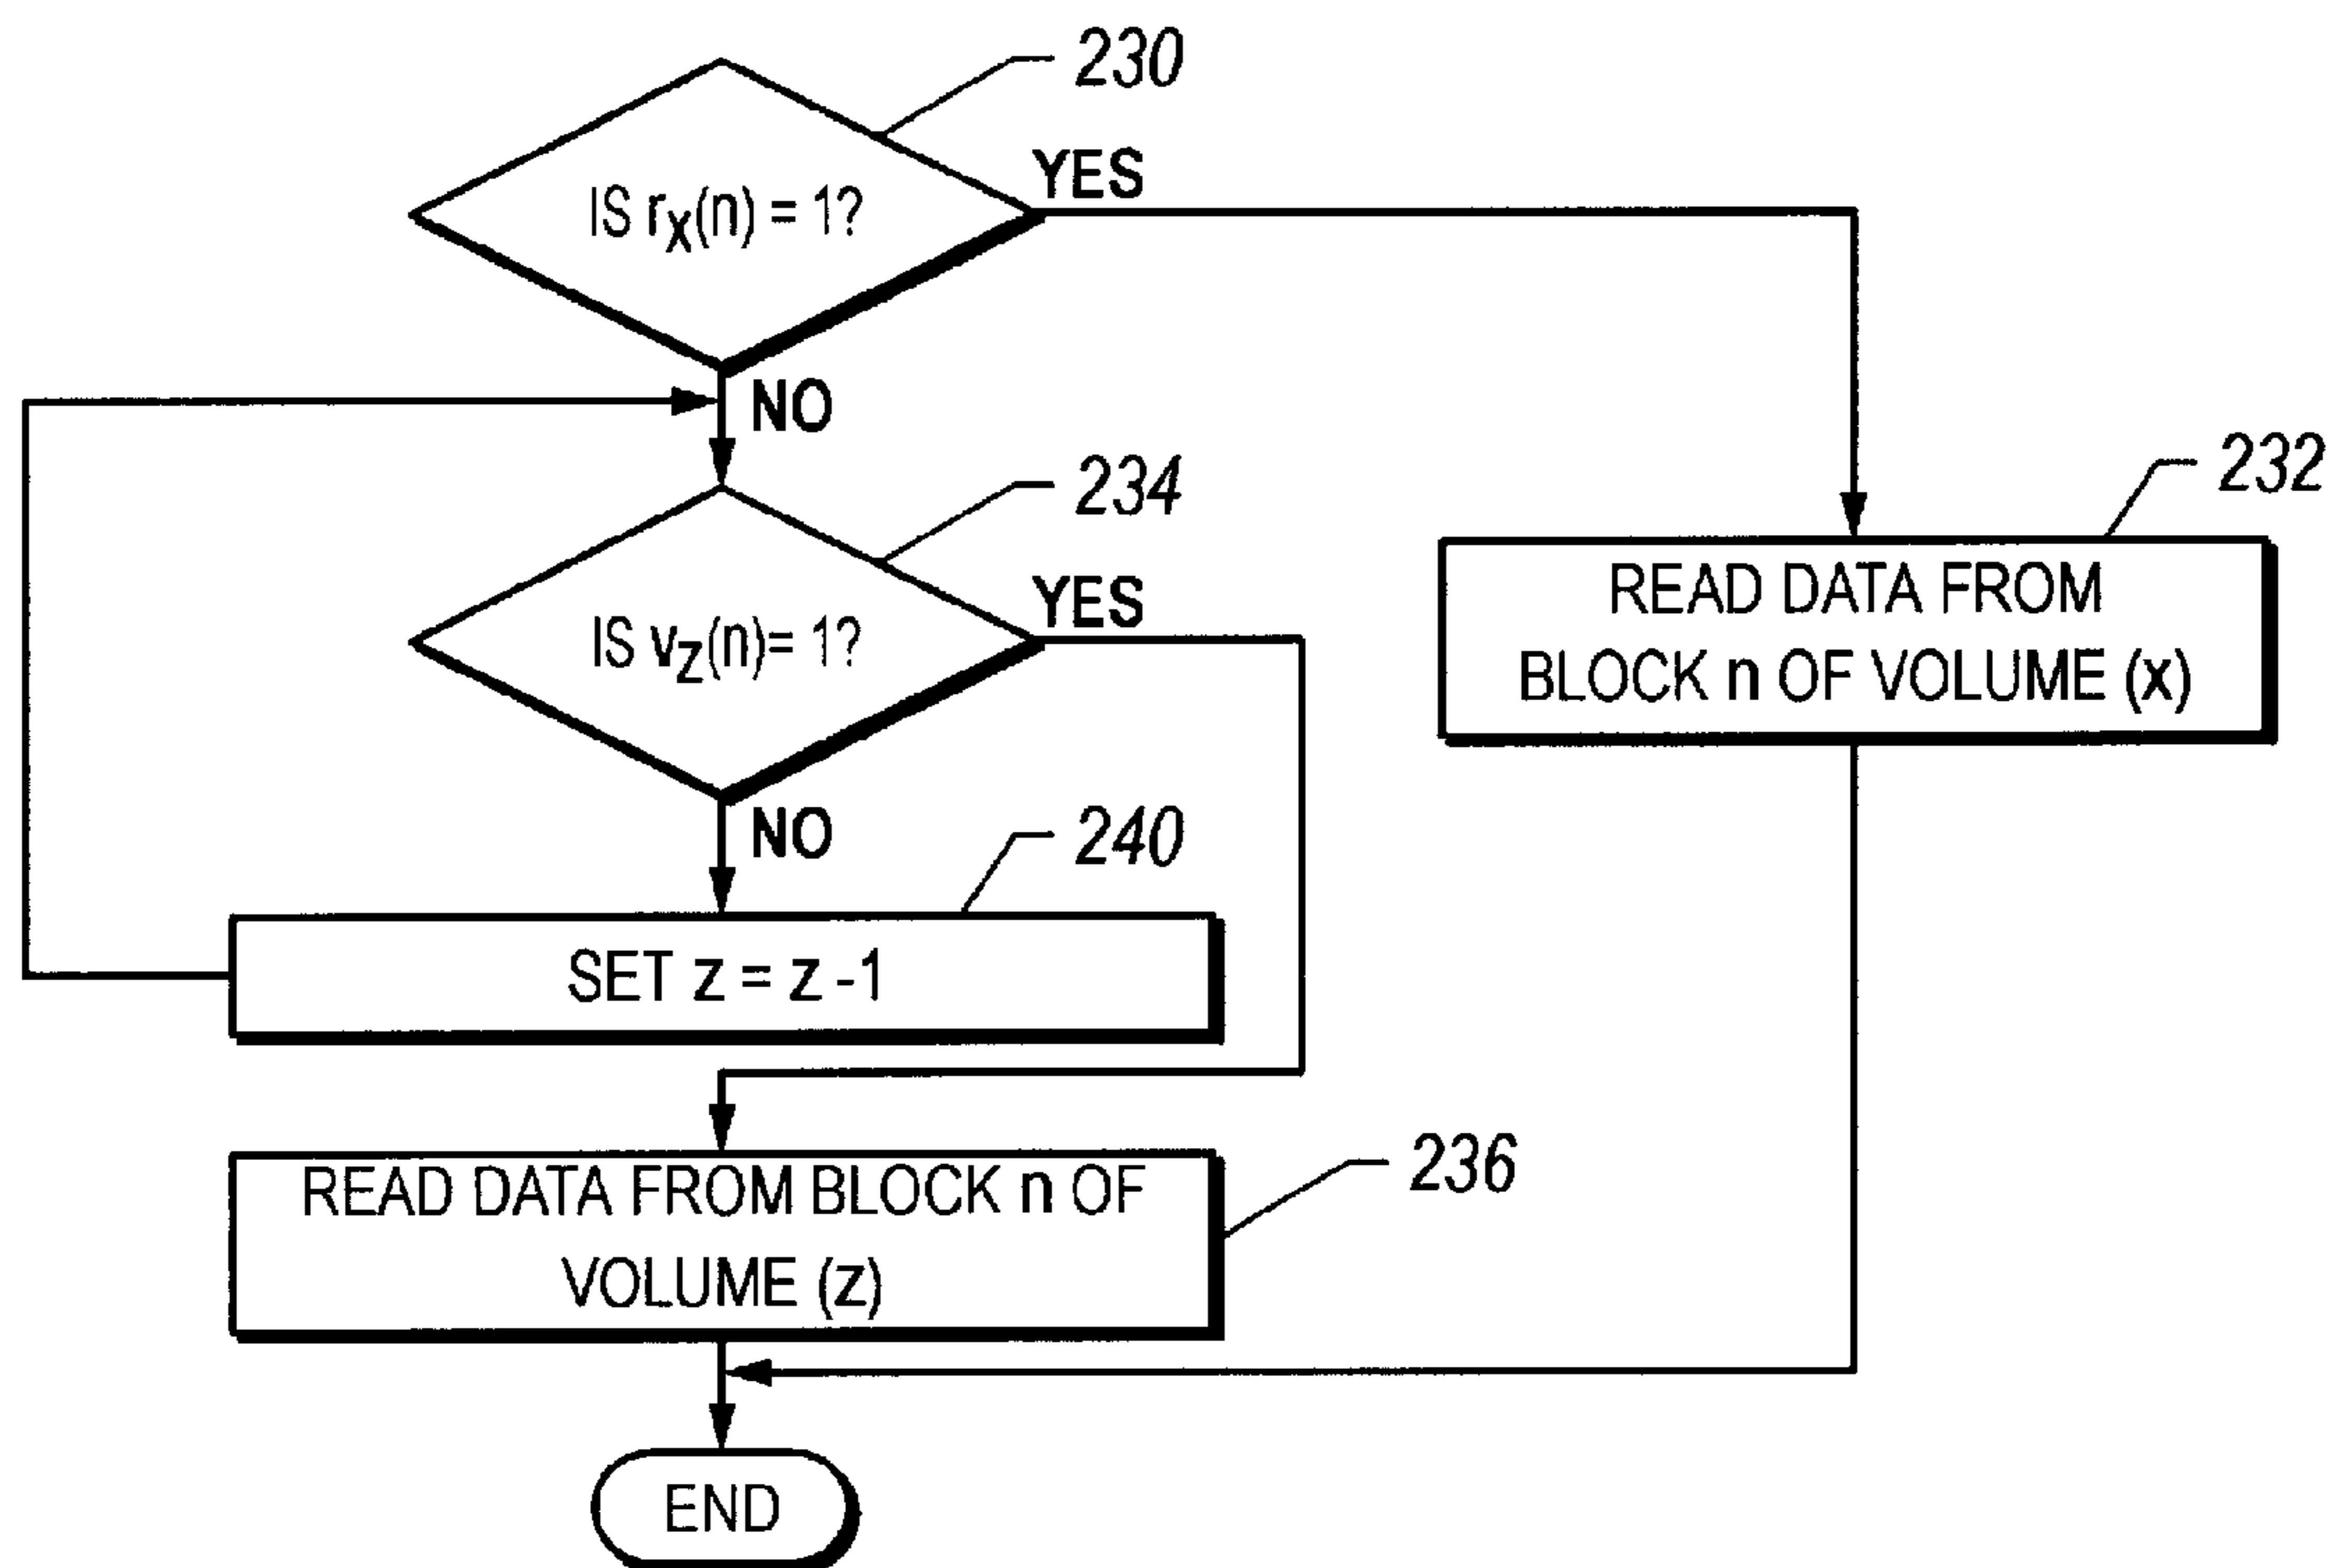 230
YES
IS rX(n) = 1?
NO
234
232
YES
IS vZ(n)= 1?
READ DATA FROM
BLOCK n OF VOLUME (x)
NO
240
SET z = z -1
READ DATA FROM BLOCK n OF
VOLUME (z)
236
END